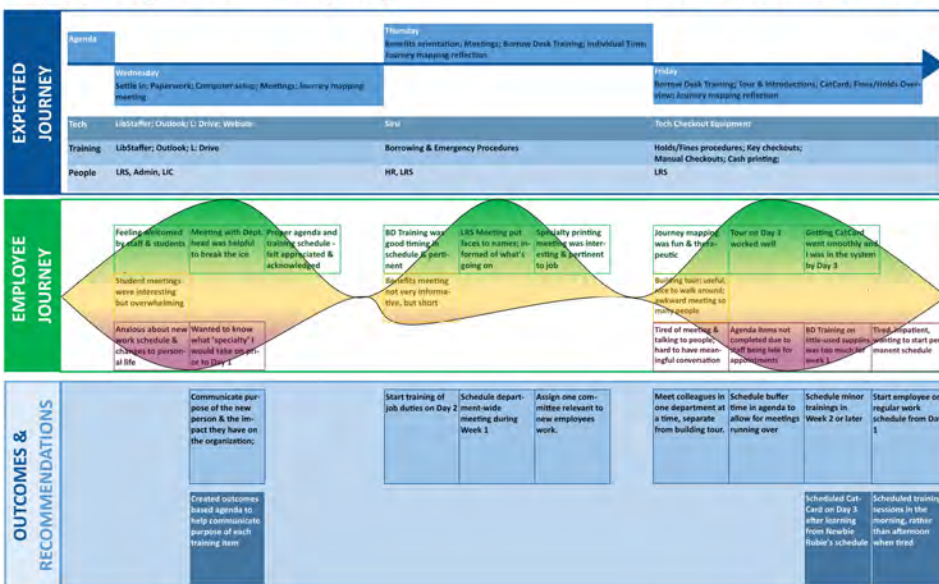 EXPECTED
JOURNEY
Agenda
Wednesday
Settle in; Paperwork; Computer setup; Meetings; Journey mapping
meeting
Thursday
Benefits orientation; Meetings; Borrow Desk Training; Individual Time;
Journey mapping reflection
Friday
Borrow Desk Training; Tour & Introductions; CatCard; Fines/Holds Over-
view; Journey mapping reflection
Tech
LibStaffer; Outlook; L: Drive; Website
Sirsi
Tech Checkout Equipment
Training
LibStaffer; Outlook; L: Drive
Borrowing & Emergency Procedures
Holds/Fines procedures; Key checkouts;
Manual Checkouts; Cash printing;
People
LRS, Admin, LIC
HR, LRS
LRS
EMPLOYEE
JOURNEY
Feeling welcomed
by staff & students
Meeting with Dept.
head was helpful
to break the ice
Proper agenda and
training schedule -
felt appreciated &
acknowledged
Student meetings
were interesting
but overwhelming
Anxious about new
work schedule &
changes to person-
al life
Wanted to know
what 'specialty' I
would take on pri-
or to Day 1
BD Training was
good timing in
schedule & perti-
nent
LRS Meeting put
faces to names; in-
formed of what's
going on
Specialty printing
meeting was inter-
esting & pertinent
to job
Benefits meeting
not very informa-
tive, but short
Journey mapping
was fun & thera-
peutic
Tour on Day 3
worked well
Getting CatCard
went smoothly and
I was in the system
by Day 3
Building tour: useful,
nice to walk around;
awkward meeting so
many people
Tired of meeting &
talking to people;
hard to have mean-
ingful conversation
Agenda items not
completed due to
staff being late for
appointments
BD Training on
little-used supplies
was too much for
week 1
Tired, impatient,
wanting to start per-
manent schedule
OUTCOMES &
RECOMMENDATIONS
Communicate pur-
pose of the new
person & the im-
pact they have on
the organization;
Start training of
job duties on Day 2
Schedule depart-
ment-wide
meeting during
Week 1
Assign one com-
mittee relevant to
new employees
work.
Meet colleagues in
one department at
a time, separate
from building tour.
Schedule buffer
time in agenda to
allow for meetings
running over
Schedule minor
trainings in
Week 2 or later
Start employee on
regular work
schedule from Day
1
Created outcomes
based agenda to
help communicate
purpose of each
training item
Scheduled Cat-
Card on Day 3
after learning
from Newbie
Rubie's schedule
Scheduled training
sessions in the
morning, rather
than afternoon
when tired